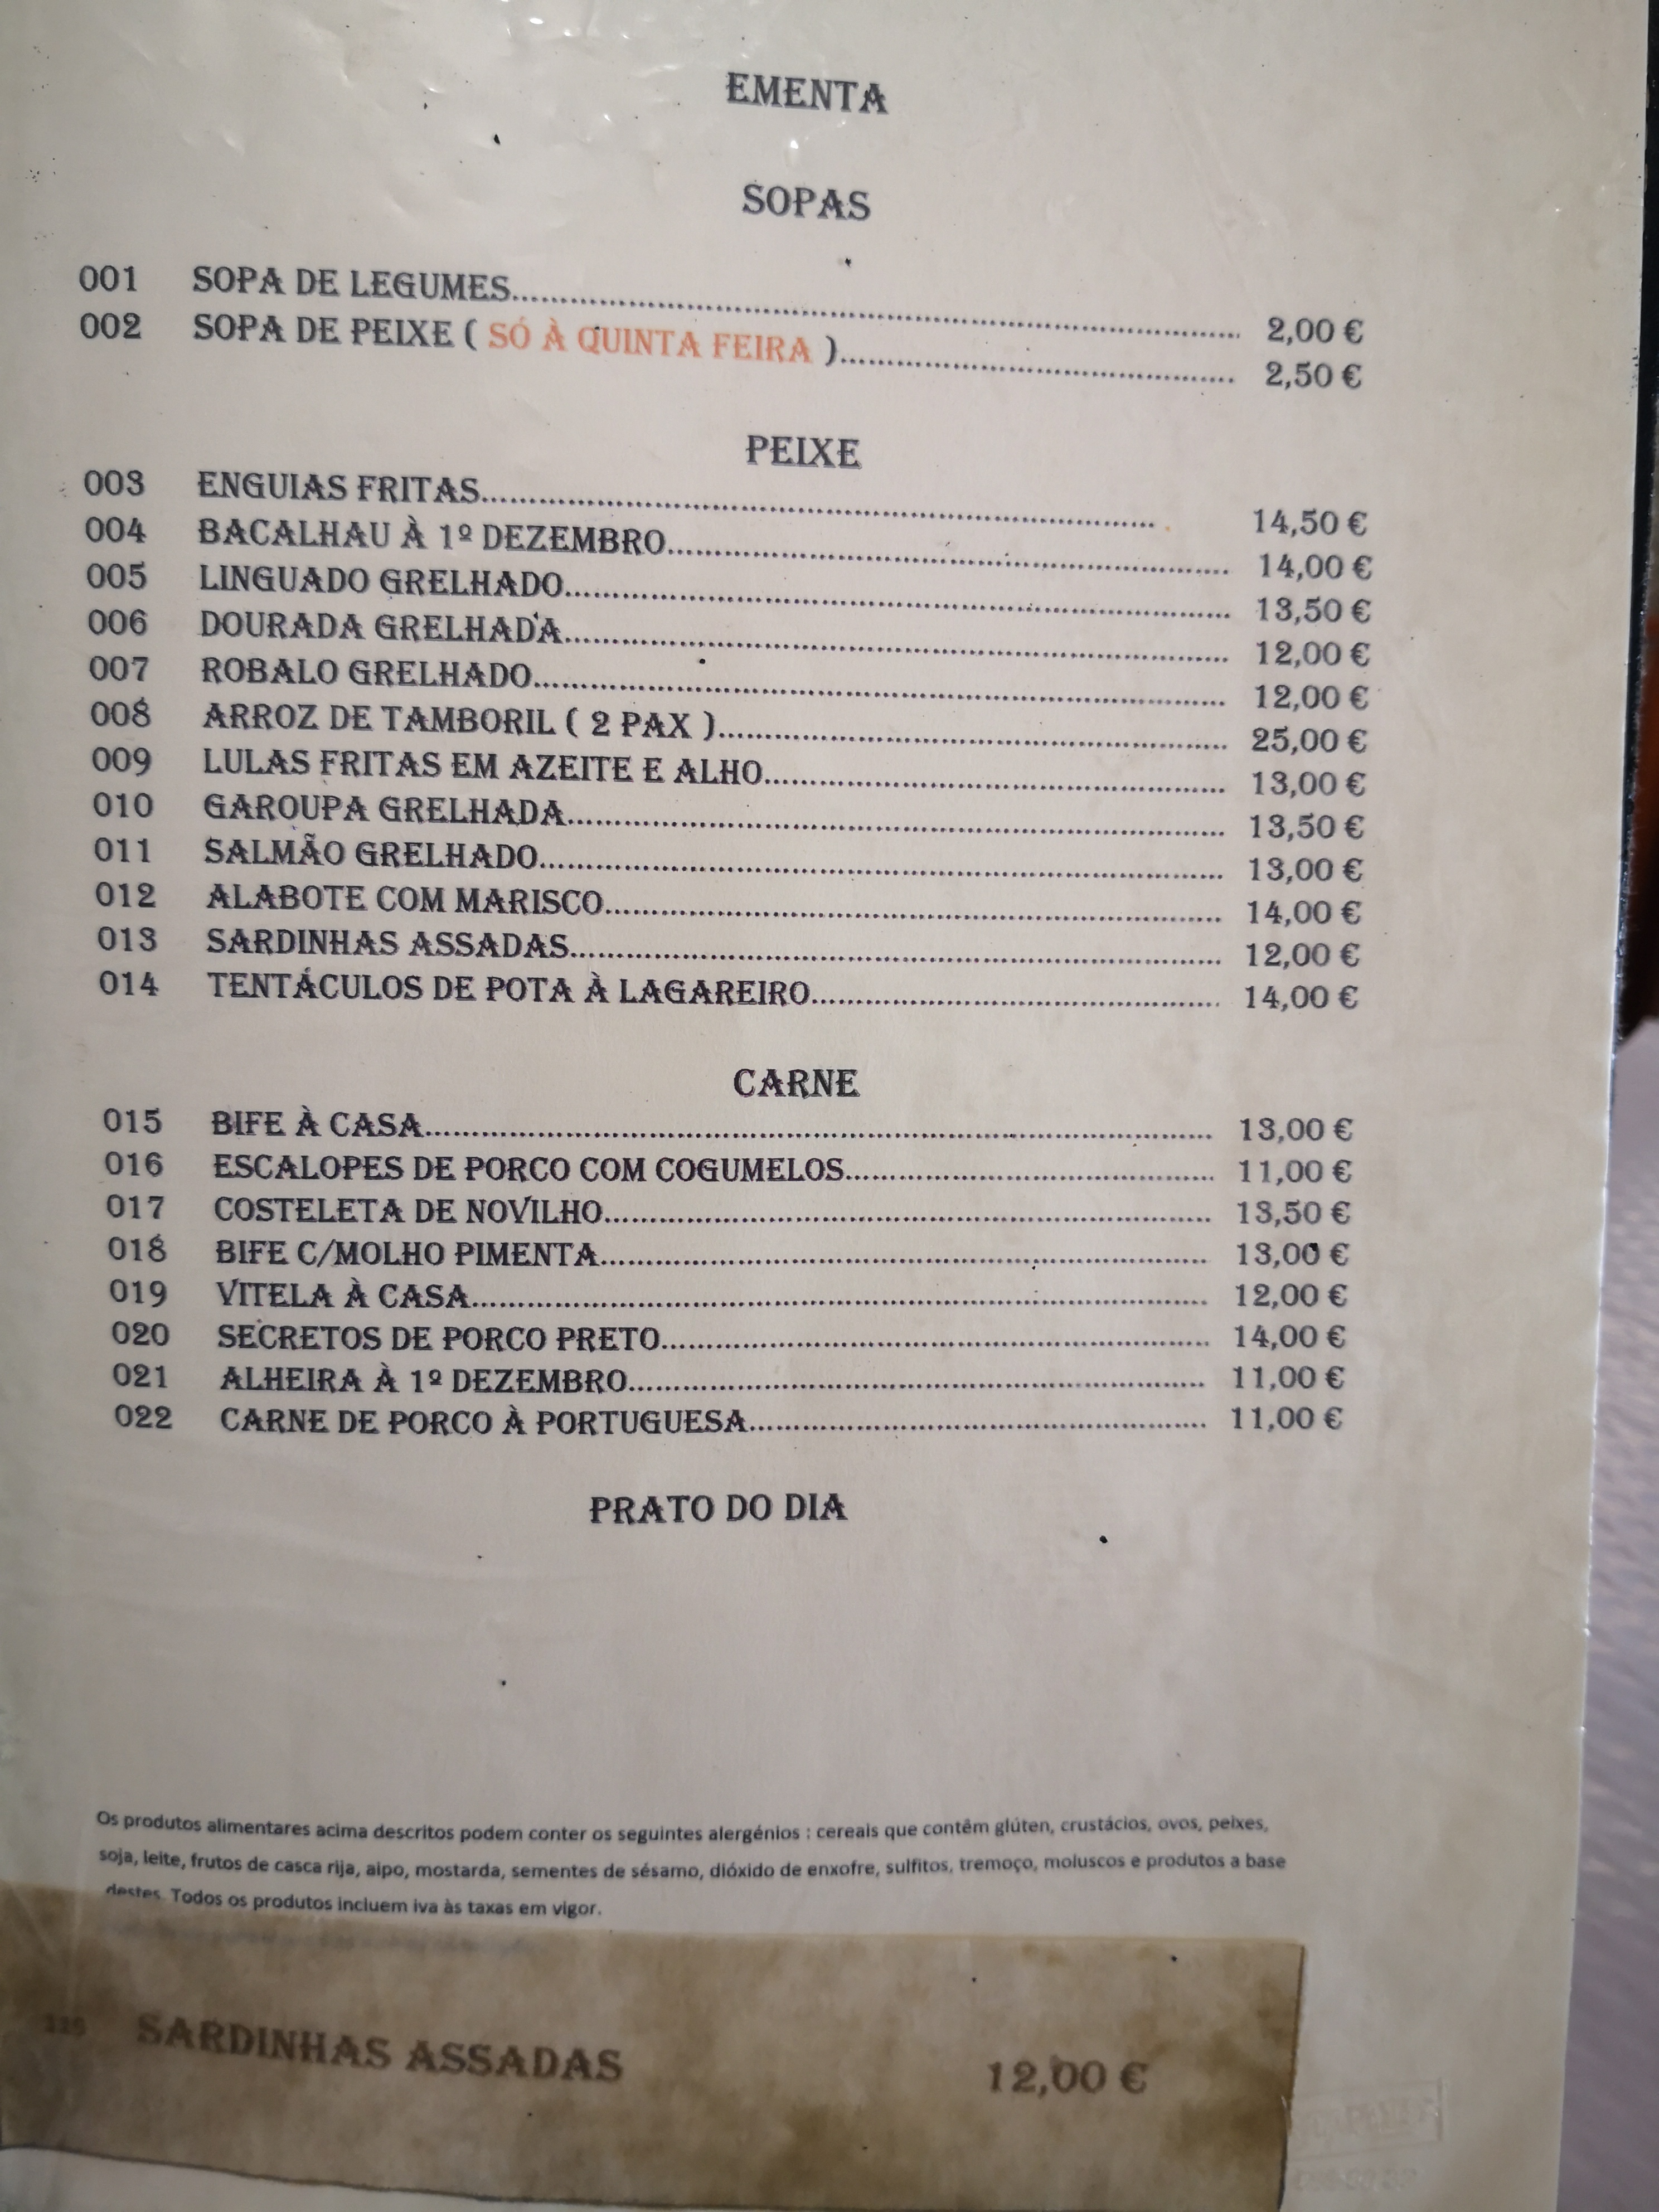 EMENTA
SOPAS
001 SOPA DE LEGUMES 2,00 €
002 SOPA DE PEIXE ( SÓ À QUINTA FEIRA ) 2,50 €
PEIXE
003 ENGUIAS FRITAS 14,50 €
004 BACALHAU À 1º DEZEMBRO 14,00 €
005 LINGUADO GRELHADO 13,50 €
006 DOURADA GRELHADA 12,00 €
007 ROBALO GRELHADO 12,00 €
008 ARROZ DE TAMBORIL ( 2 PAX ) 25,00 €
009 LULAS FRITAS EM AZEITE E ALHO 13,00 €
010 GAROUPA GRELHADA 13,50 €
011 SALMÃO GRELHADO 13,00 €
012 ALABOTE COM MARISCO 14,00 €
013 SARDINHAS ASSADAS 12,00 €
014 TENTÁCULOS DE POTA À LAGAREIRO 14,00 €
CARNE
015 BIFE À CASA 13,00 €
016 ESCALOPES DE PORCO COM COGUMELOS 11,00 €
017 COSTELETA DE NOVILHO 13,50 €
018 BIFE C/MOLHO PIMENTA 13,00 €
019 VITELA À CASA 12,00 €
020 SECRETOS DE PORCO PRETO 14,00 €
021 ALHEIRA À 1º DEZEMBRO 11,00 €
022 CARNE DE PORCO À PORTUGUESA 11,00 €
PRATO DO DIA
Os produtos alimentares acima descritos podem conter os seguintes alergénios : cereais que contêm glúten, crustácios, ovos, peixes,
soja, leite, frutos de casca rija, aipo, mostarda, sementes de sésamo, dióxido de enxofre, sulfitos, tremoço, moluscos e produtos a base
destes. Todos os produtos incluem iva às taxas em vigor.
SARDINHAS ASSADAS 12,00 €